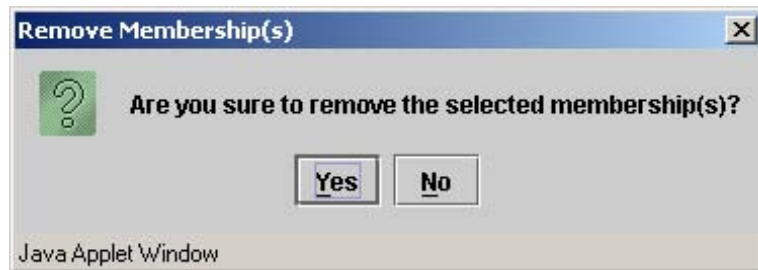 Remove Membership(s)
Are you sure to remove the selected membership(s)?
Yes No
Java Applet Window